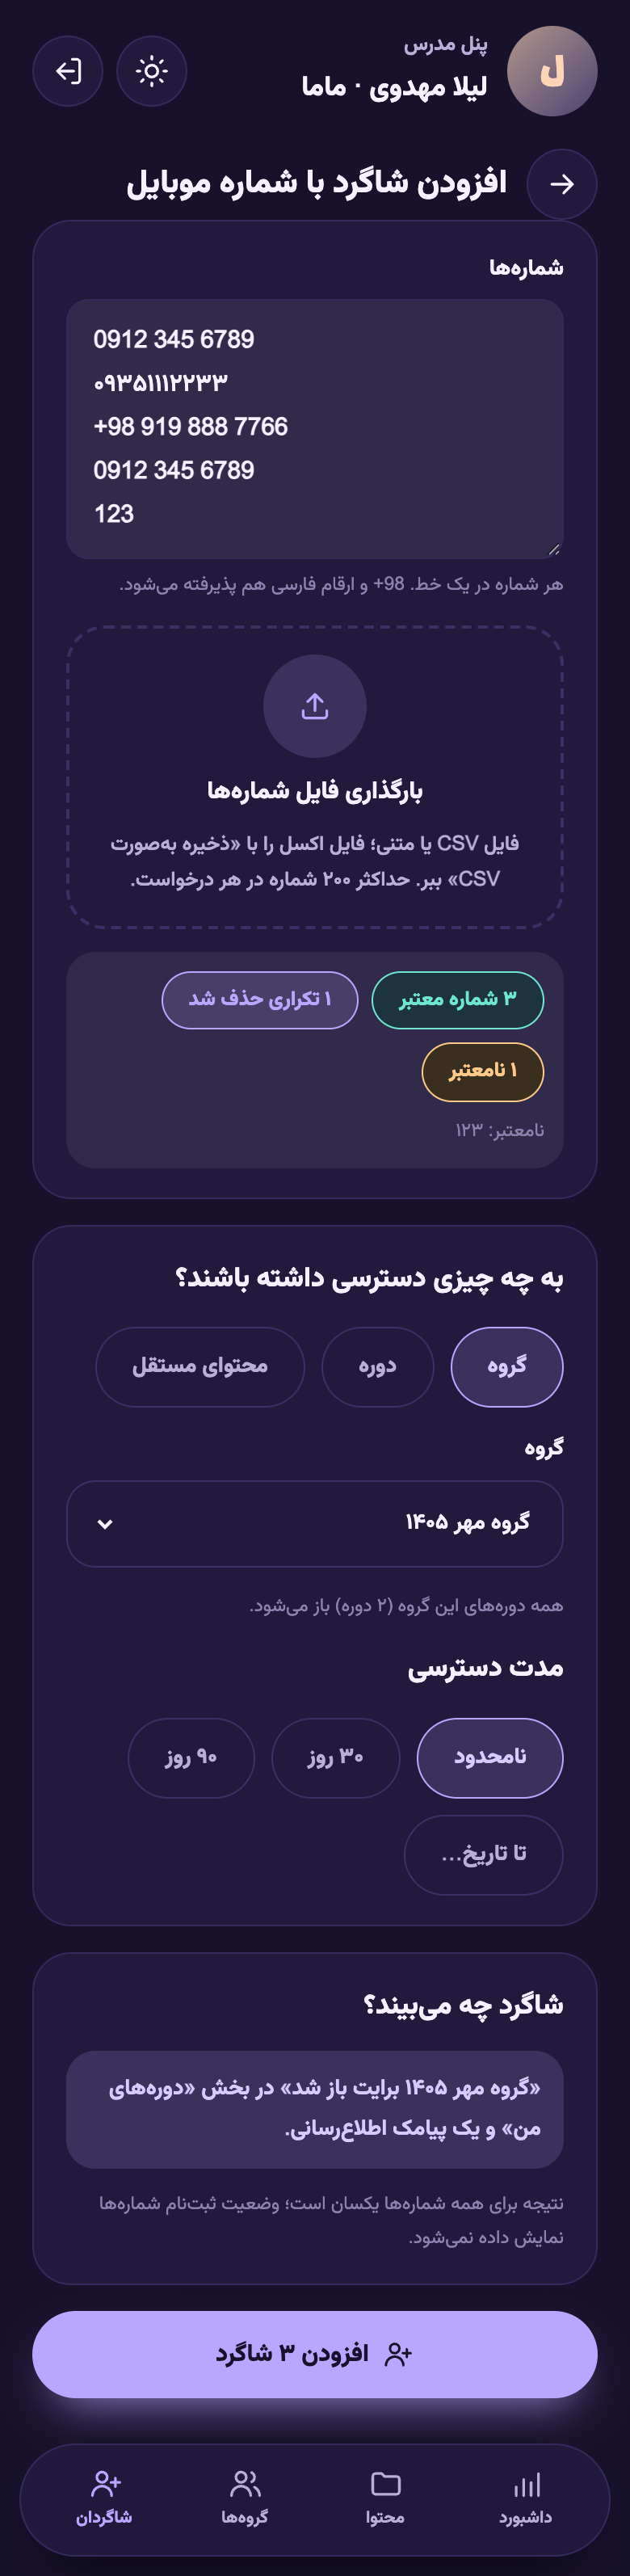 ل
پنل مدرس
لیلا مهدوی · ماما
افزودن شاگرد با شماره موبایل
شماره‌ها
0912 345 6789
۰۹۳۵۱۱۱۲۲۳۳
+98 919 888 7766
0912 345 6789
123
هر شماره در یک خط. 98+ و ارقام فارسی هم پذیرفته می‌شود.
بارگذاری فایل شماره‌ها
فایل CSV یا متنی؛ فایل اکسل را با «ذخیره به‌صورت
CSV» ببر. حداکثر ۲۰۰ شماره در هر درخواست.
۳ شماره معتبر
۱ تکراری حذف شد
۱ نامعتبر
نامعتبر: ۱۲۳
به چه چیزی دسترسی داشته باشند؟
گروه
دوره
محتوای مستقل
گروه
گروه مهر ۱۴۰۵
همه دوره‌های این گروه (۲ دوره) باز می‌شود.
مدت دسترسی
نامحدود
۳۰ روز
۹۰ روز
تا تاریخ…
شاگرد چه می‌بیند؟
«گروه مهر ۱۴۰۵ برایت باز شد» در بخش «دوره‌های
من» و یک پیامک اطلاع‌رسانی.
نتیجه برای همه شماره‌ها یکسان است؛ وضعیت ثبت‌نام شماره‌ها
نمایش داده نمی‌شود.
افزودن ۳ شاگرد
داشبورد
محتوا
گروه‌ها
شاگردان